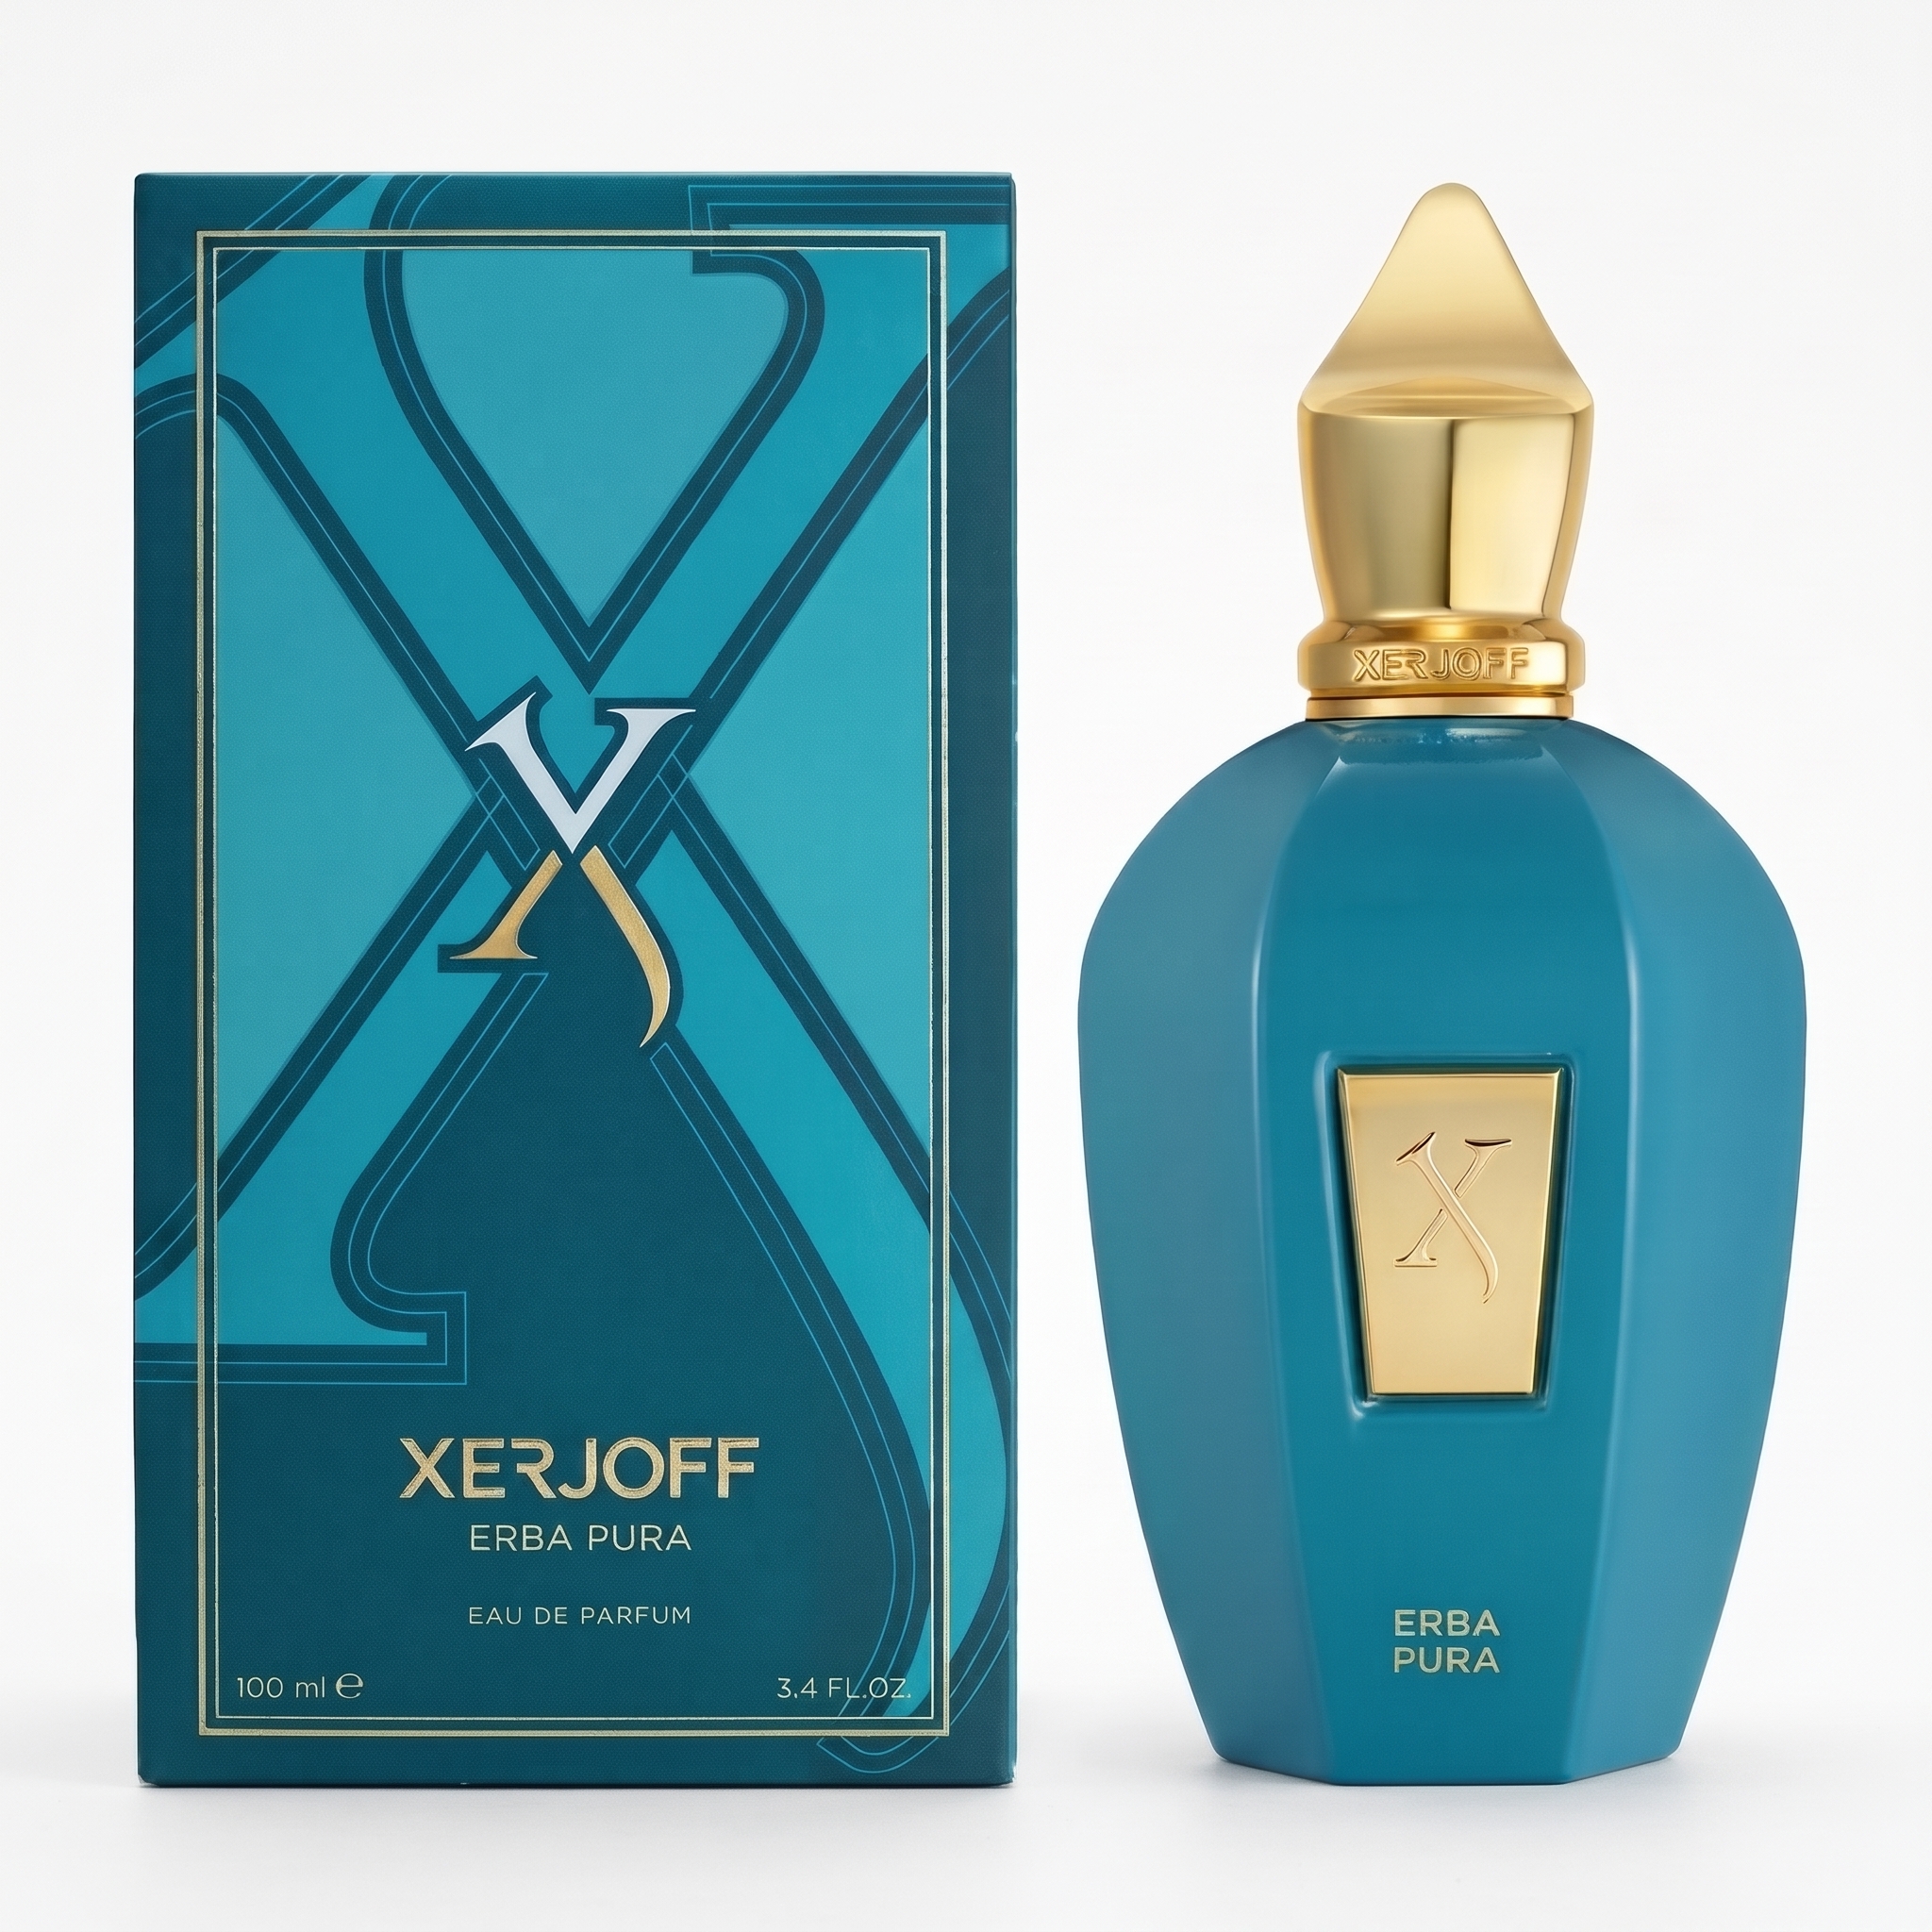 X
XERJOFF
ERBA PURA
EAU DE PARFUM
100 ml ℮
3.4 FL.OZ.
XERJOFF
X
ERBA
PURA